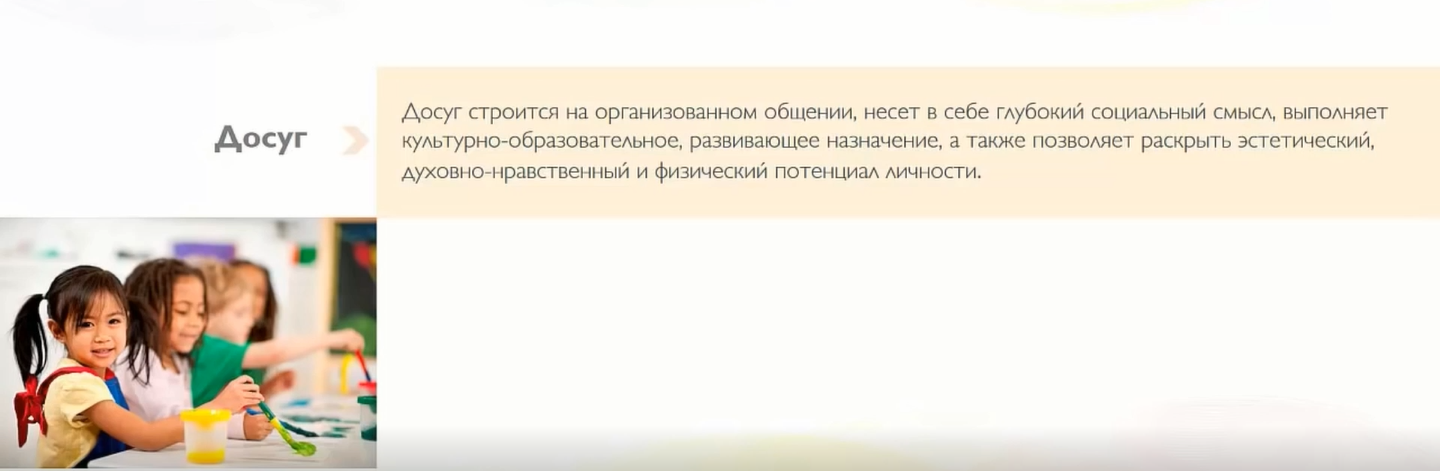 Досуг
Досуг строится на организованном общении, несет в себе глубокий социальный смысл, выполняет
культурно-образовательное, развивающее назначение, а также позволяет раскрыть эстетический,
духовно-нравственный и физический потенциал личности.